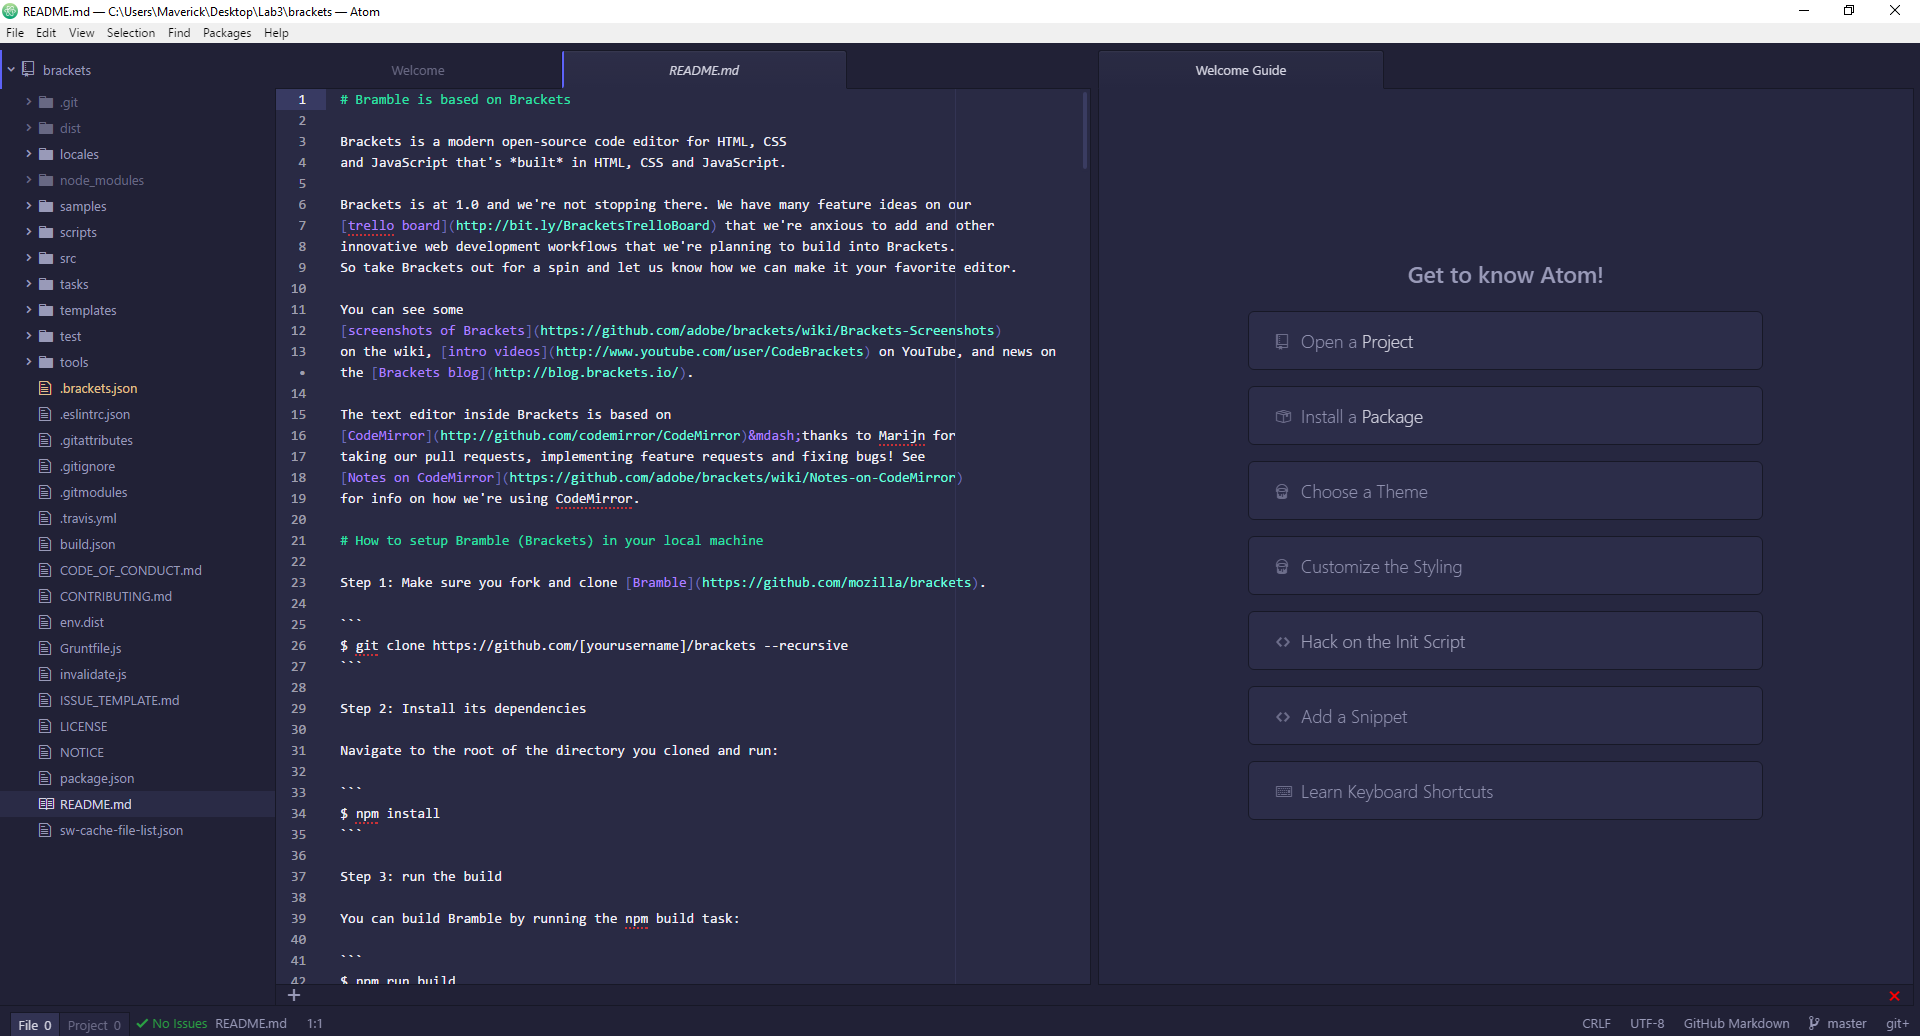 README.md — C:\Users\Maverick\Desktop\Lab3\brackets — Atom
File Edit View Selection Find Packages Help
brackets
.git
dist
locales
node_modules
samples
scripts
src
tasks
templates
test
tools
.brackets.json
.eslintrc.json
.gitattributes
.gitignore
.gitmodules
.travis.yml
build.json
CODE_OF_CONDUCT.md
CONTRIBUTING.md
env.dist
Gruntfile.js
invalidate.js
ISSUE_TEMPLATE.md
LICENSE
NOTICE
package.json
README.md
sw-cache-file-list.json
Welcome README.md
1 # Bramble is based on Brackets
2
3 Brackets is a modern open-source code editor for HTML, CSS
4 and JavaScript that's *built* in HTML, CSS and JavaScript.
5
6 Brackets is at 1.0 and we're not stopping there. We have many feature ideas on our
7 [trello board](http://bit.ly/BracketsTrelloBoard) that we're anxious to add and other
8 innovative web development workflows that we're planning to build into Brackets.
9 So take Brackets out for a spin and let us know how we can make it your favorite editor.
10
11 You can see some
12 [screenshots of Brackets](https://github.com/adobe/brackets/wiki/Brackets-Screenshots)
13 on the wiki, [intro videos](http://www.youtube.com/user/CodeBrackets) on YouTube, and news on
• the [Brackets blog](http://blog.brackets.io/).
14
15 The text editor inside Brackets is based on
16 [CodeMirror](http://github.com/codemirror/CodeMirror)&mdash;thanks to Marijn for
17 taking our pull requests, implementing feature requests and fixing bugs! See
18 [Notes on CodeMirror](https://github.com/adobe/brackets/wiki/Notes-on-CodeMirror)
19 for info on how we're using CodeMirror.
20
21 # How to setup Bramble (Brackets) in your local machine
22
23 Step 1: Make sure you fork and clone [Bramble](https://github.com/mozilla/brackets).
24
25 ```
26 $ git clone https://github.com/[yourusername]/brackets --recursive
27 ```
28
29 Step 2: Install its dependencies
30
31 Navigate to the root of the directory you cloned and run:
32
33 ```
34 $ npm install
35 ```
36
37 Step 3: run the build
38
39 You can build Bramble by running the npm build task:
40
41 ```
42 $ npm run build
Welcome Guide
Get to know Atom!
Open a Project
Install a Package
Choose a Theme
Customize the Styling
Hack on the Init Script
Add a Snippet
Learn Keyboard Shortcuts
File 0 Project 0 No Issues README.md 1:1 CRLF UTF-8 GitHub Markdown master git+